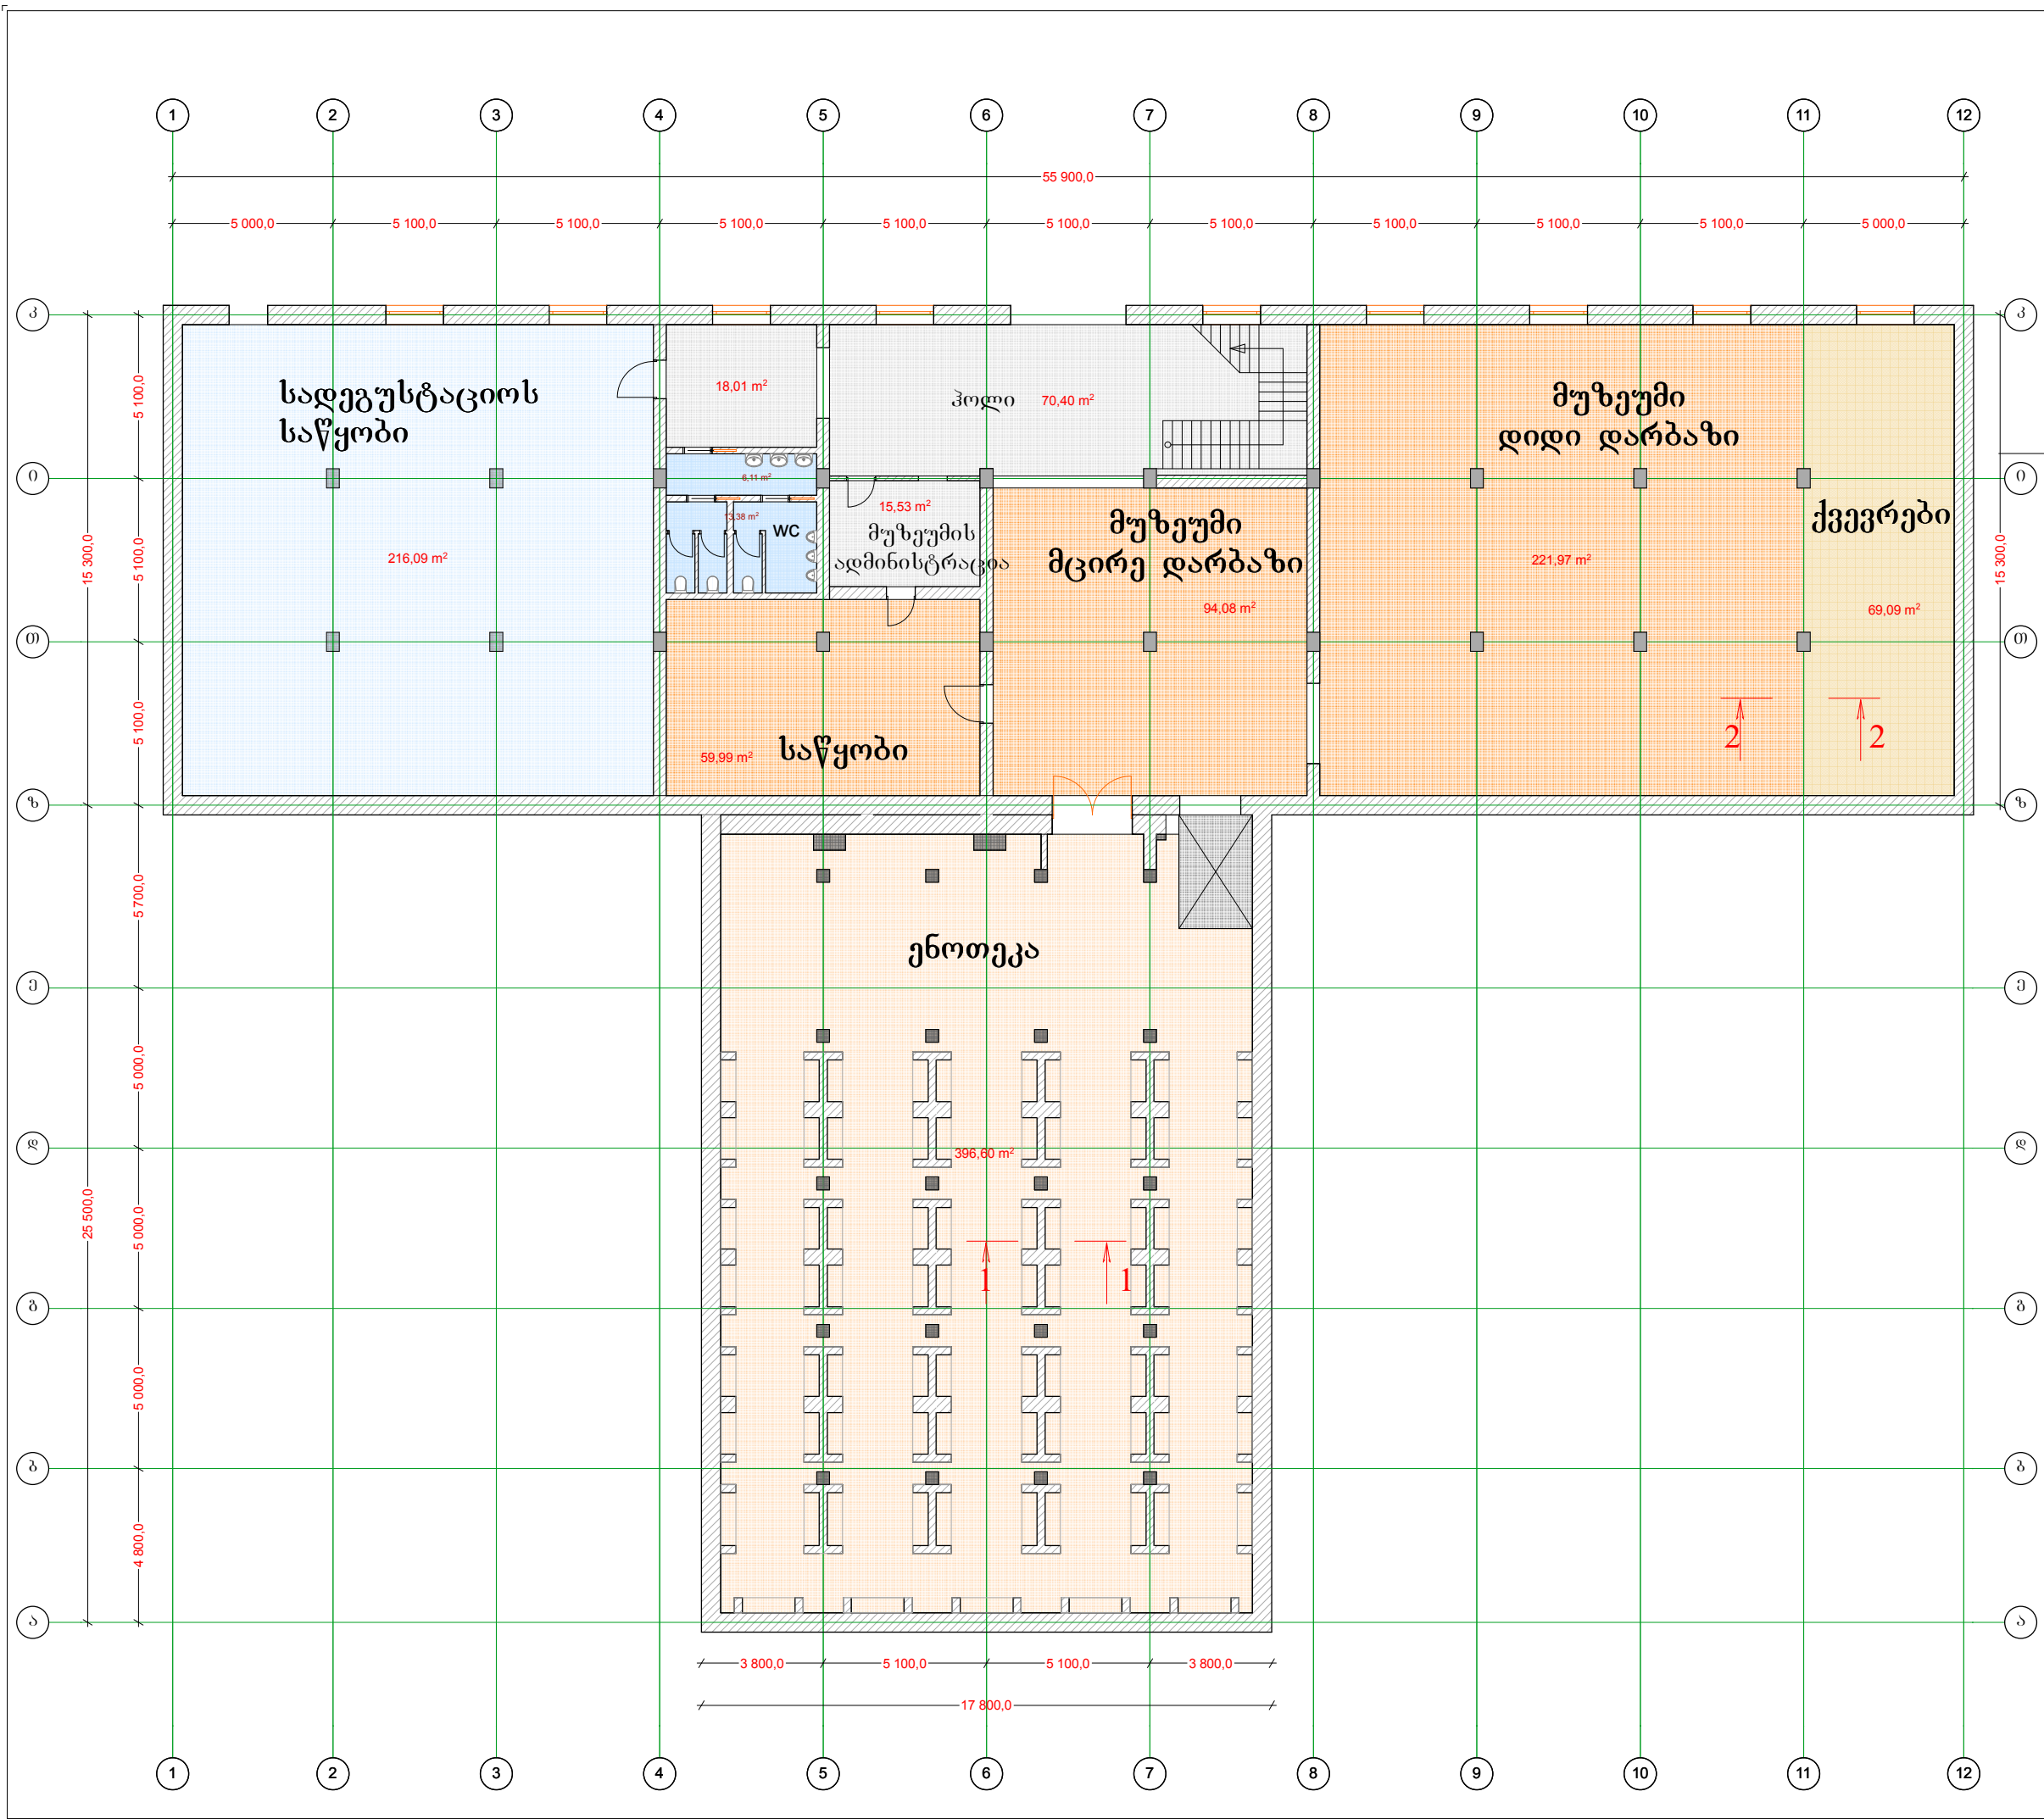 1 2 3 4 5 6 7 8 9 10 11 12
55 900,0
5 000,0 5 100,0 5 100,0 5 100,0 5 100,0 5 100,0 5 100,0 5 100,0 5 100,0 5 100,0 5 000,0
კ კ
სადეგუსტაციოს
საწყობი
18,01 m²
ჰოლი 70,40 m²
მუზეუმი
დიდი დარბაზი
5 100,0
ი ი
6,11 m²
13,38 m²
WC
15,53 m²
მუზეუმის
ადმინისტრაცია
მუზეუმი
მცირე დარბაზი
94,08 m²
ქვევრები
216,09 m²
221,97 m²
69,09 m²
15 300,0
5 100,0
15 300,0
თ თ
5 100,0
59,99 m²
საწყობი
2 2
ზ ზ
5 700,0
ენოთეკა
ე ე
5 000,0
დ დ
396,60 m²
25 500,0
5 000,0
1 1
გ გ
5 000,0
ბ ბ
4 800,0
ა ა
3 800,0 5 100,0 5 100,0 3 800,0
17 800,0
1 2 3 4 5 6 7 8 9 10 11 12